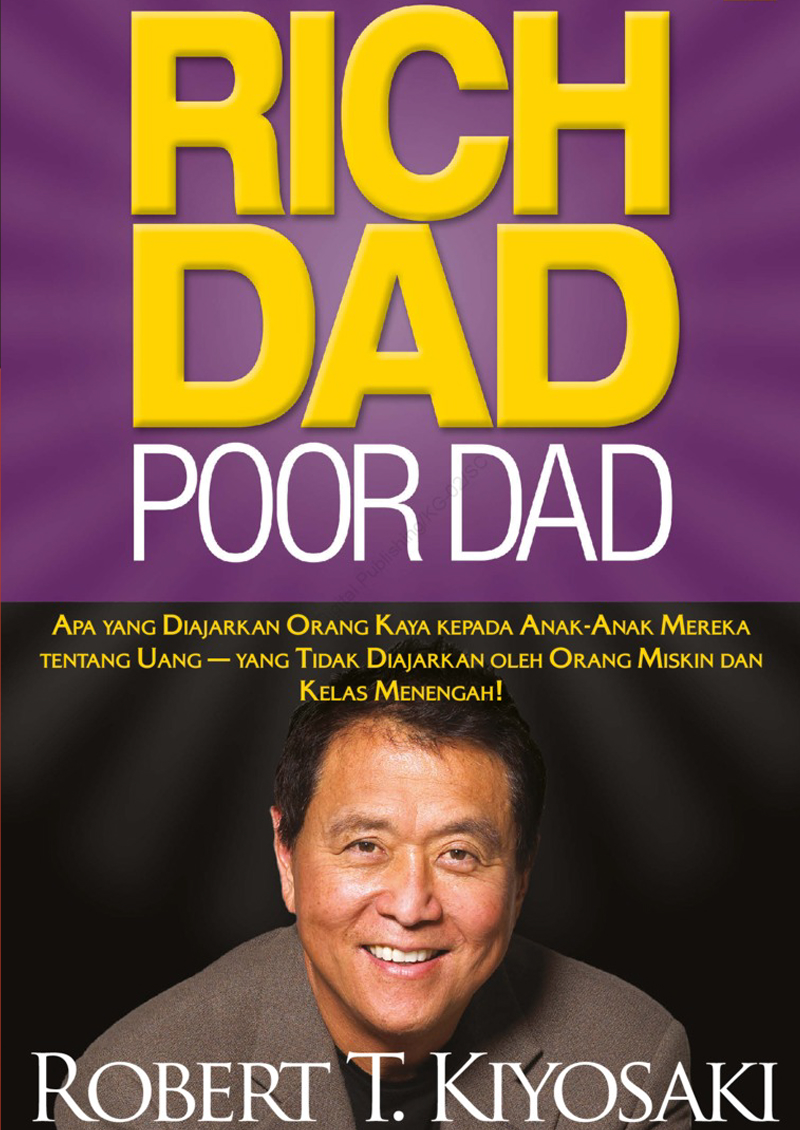 RICH
DAD
POOR DAD
APA YANG DIAJARKAN ORANG KAYA KEPADA ANAK-ANAK MEREKA
TENTANG UANG — YANG TIDAK DIAJARKAN OLEH ORANG MISKIN DAN
KELAS MENENGAH!
ROBERT T. KIYOSAKI